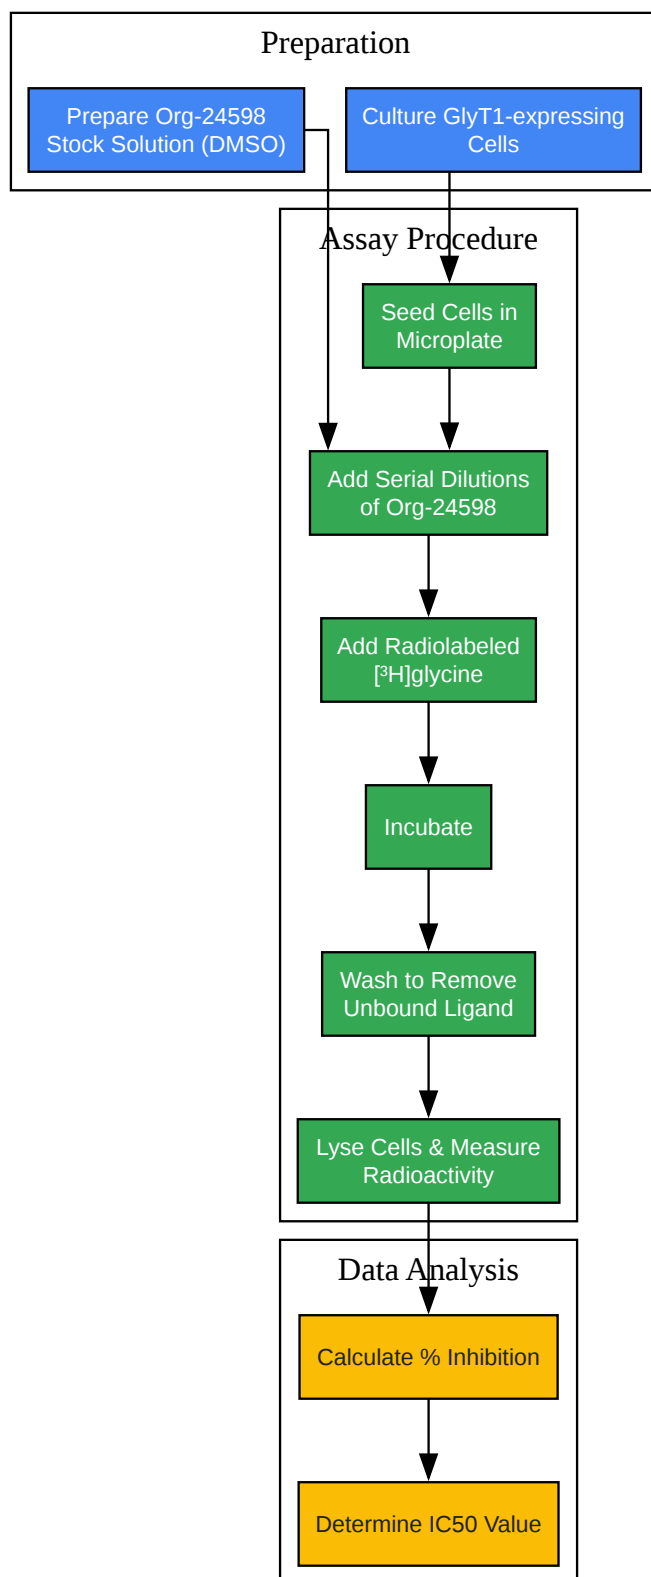 Preparation
Prepare Org-24598
Stock Solution (DMSO)
Culture GlyT1-expressing
Cells
Assay Procedure
Seed Cells in
Microplate
Add Serial Dilutions
of Org-24598
Add Radiolabeled
[³H]glycine
Incubate
Wash to Remove
Unbound Ligand
Lyse Cells & Measure
Radioactivity
Data Analysis
Calculate % Inhibition
Determine IC50 Value